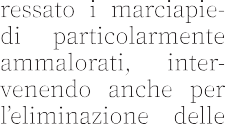 ressato i marciapie-
di particolarmente
ammalorati, inter-
venendo anche per
l'eliminazione delle